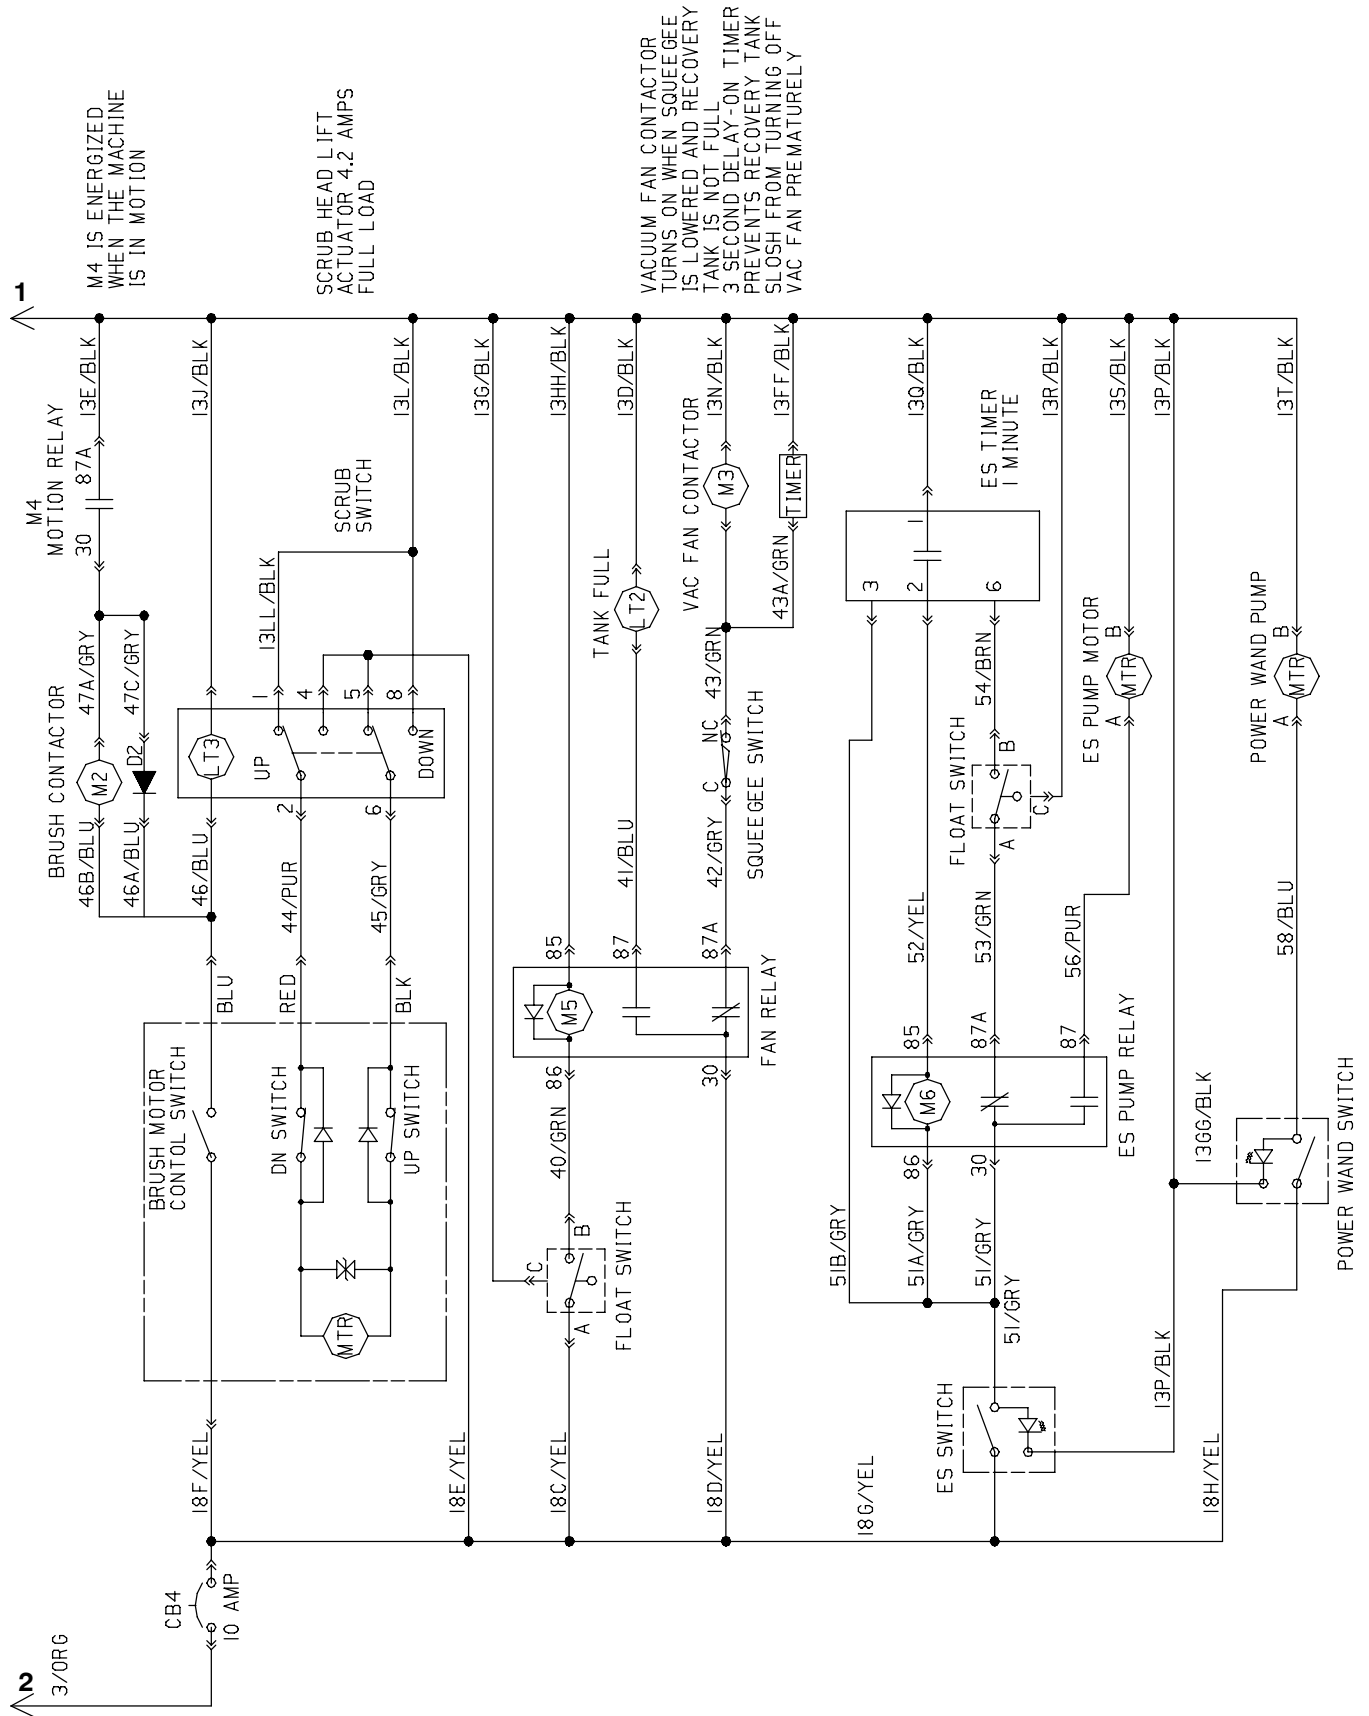 1
M4 IS ENERGIZED
WHEN THE MACHINE
IS IN MOTION
SCRUB HEAD LIFT
ACTUATOR 4.2 AMPS
FULL LOAD
VACUUM FAN CONTACTOR
TURNS ON WHEN SQUEEGEE
IS LOWERED AND RECOVERY
TANK IS NOT FULL
3 SECOND DELAY-ON TIMER
PREVENTS RECOVERY TANK
SLOSH FROM TURNING OFF
VAC FAN PREMATURELY
13E/BLK
13J/BLK
13L/BLK
13G/BLK
13HH/BLK
13D/BLK
13N/BLK
13FF/BLK
13Q/BLK
13R/BLK
13S/BLK
13P/BLK
13T/BLK
M4
MOTION RELAY
30
87A
BRUSH CONTACTOR
46B/BLU
M2
47A/GRY
46A/BLU
D2
47C/GRY
46/BLU
LT3
SCRUB
SWITCH
13LL/BLK
1
4
5
8
UP
DOWN
2
6
44/PUR
45/GRY
BLU
RED
BLK
BRUSH MOTOR
CONTOL SWITCH
DN SWITCH
UP SWITCH
MTR
TANK FULL
LT2
41/BLU
VAC FAN CONTACTOR
M3
TIMER
43A/GRN
43/GRN
NC
C
SQUEEGEE SWITCH
42/GRY
85
87
87A
M5
FAN RELAY
86
30
40/GRN
A
B
C
FLOAT SWITCH
ES TIMER
1 MINUTE
1
3
2
6
54/BRN
FLOAT SWITCH
A
B
C
52/YEL
53/GRN
56/PUR
ES PUMP MOTOR
A
MTR
B
85
87A
87
M6
ES PUMP RELAY
86
30
51B/GRY
51A/GRY
51/GRY
51/GRY
ES SWITCH
POWER WAND PUMP
A
MTR
B
58/BLU
13GG/BLK
POWER WAND SWITCH
13P/BLK
18F/YEL
18E/YEL
18C/YEL
18D/YEL
18G/YEL
18H/YEL
CB4
10 AMP
2
3/ORG